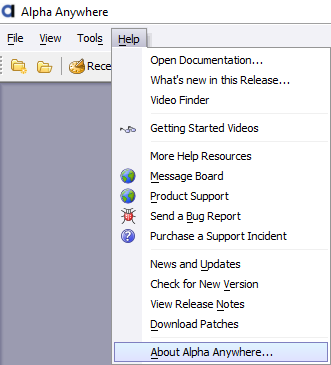 Alpha Anywhere
File View Tools Help
Rece
Open Documentation...
What's new in this Release...
Video Finder
Getting Started Videos
More Help Resources
Message Board
Product Support
Send a Bug Report
Purchase a Support Incident
News and Updates
Check for New Version
View Release Notes
Download Patches
About Alpha Anywhere...